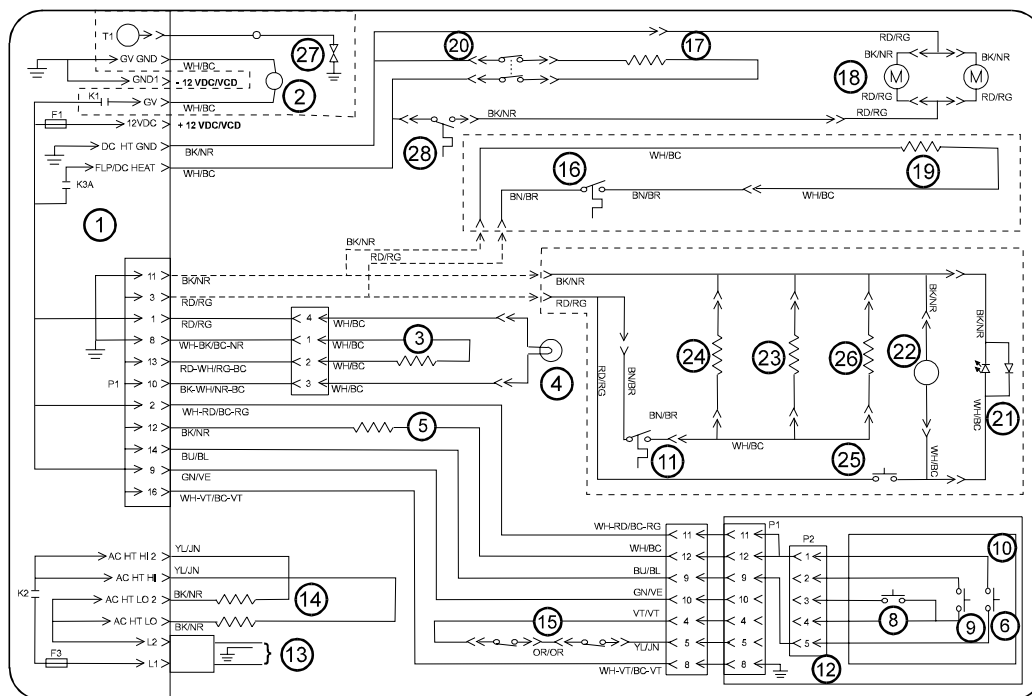 T1
GV GND
WH/BC
GND1
- 12 VDC/VCD
K1
GV
WH/BC
F1
12VDC
+ 12 VDC/VCD
DC HT GND
BK/NR
FLP/DC HEAT
WH/BC
K3A
1
2
27
20
17
RD/RG
BK/NR
BK/NR
18
M
M
RD/RG
RD/RG
BK/NR
RD/RG
28
WH/BC
16
19
BN/BR
BN/BR
WH/BC
BK/NR
RD/RG
11
BK/NR
3
RD/RG
1
RD/RG
8
WH-BK/BC-NR
13
RD-WH/RG-BC
P1
10
BK-WH/NR-BC
2
WH-RD/BC-RG
12
BK/NR
14
BU/BL
9
GN/VE
16
WH-VT/BC-VT
4
WH/BC
1
WH/BC
2
WH/BC
3
WH/BC
3
4
5
BK/NR
RD/RG
RD/RG
BN/BR
BN/BR
11
WH/BC
24
23
26
22
BK/NR
WH/BC
BK/NR
WH/BC
21
25
AC HT HI 2
YL/JN
AC HT HI
YL/JN
K2
AC HT LO 2
BK/NR
AC HT LO
BK/NR
14
L2
F3
L1
13
WH-RD/BC-RG
11
11
P1
WH/BC
12
12
BU/BL
9
9
GN/VE
10
10
VT/VT
4
4
15
YL/JN
5
5
OR/OR
WH-VT/BC-VT
8
8
P2
1
2
3
4
5
10
8
9
6
12